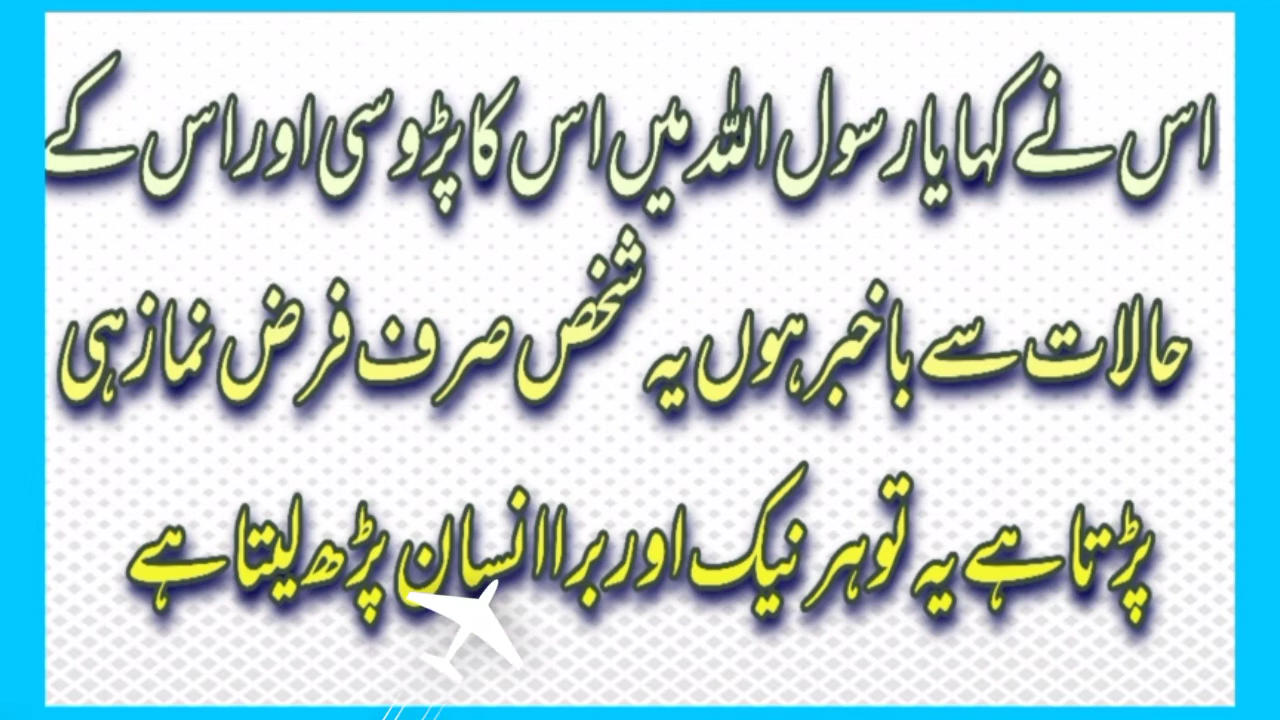 اس نے کہا یا رسول اللہ میں اس کا پڑوسی اور اس کے
حالات سے باخبر ہوں یہ شخص صرف فرض نماز ہی
پڑتا ہے یہ تو ہر نیک اور برا انسان پڑھ لیتا ہے